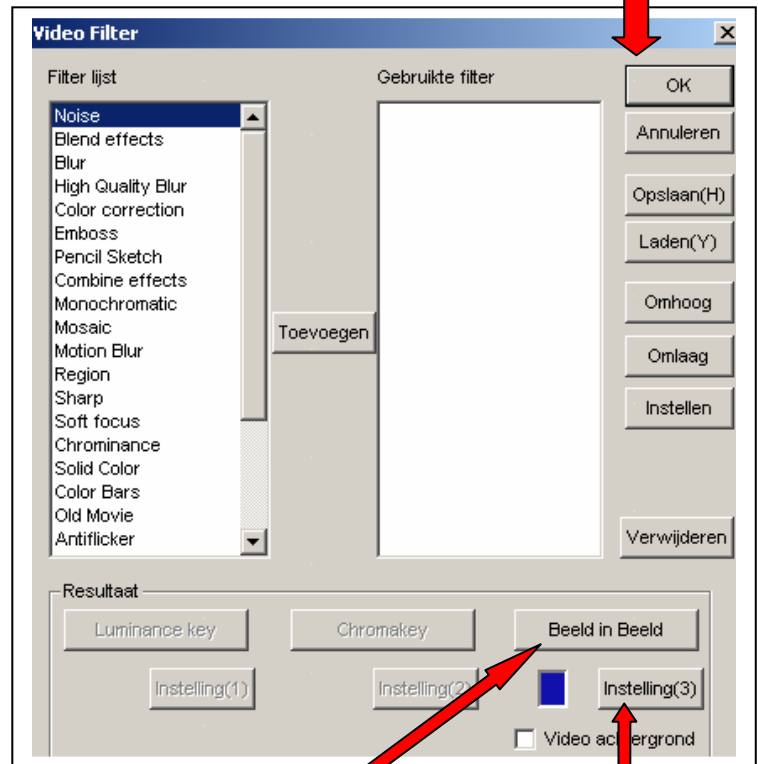 Video Filter
Filter lijst
Gebruikte filter
Noise
Blend effects
Blur
High Quality Blur
Color correction
Emboss
Pencil Sketch
Combine effects
Monochromatic
Mosaic
Motion Blur
Region
Sharp
Soft focus
Chrominance
Solid Color
Color Bars
Old Movie
Antiflicker
Toevoegen
OK
Annuleren
Opslaan(H)
Laden(Y)
Omhoog
Omlaag
Instellen
Verwijderen
Resultaat
Luminance key
Chromakey
Beeld in Beeld
Instelling(1)
Instelling(2)
Instelling(3)
Video achtergrond